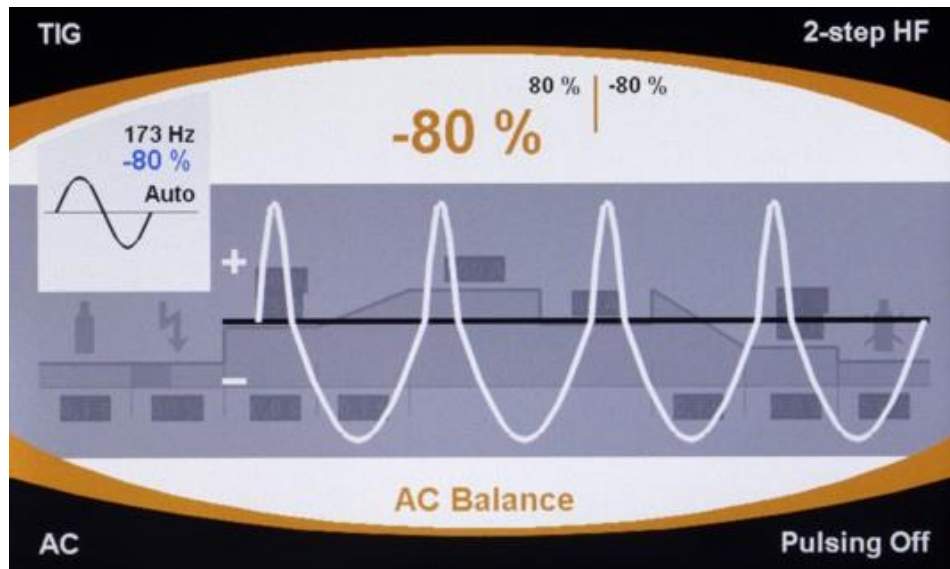 TIG
2-step HF
80 % -80 %
-80 %
173 Hz
-80 %
Auto
+
−
AC Balance
AC
Pulsing Off